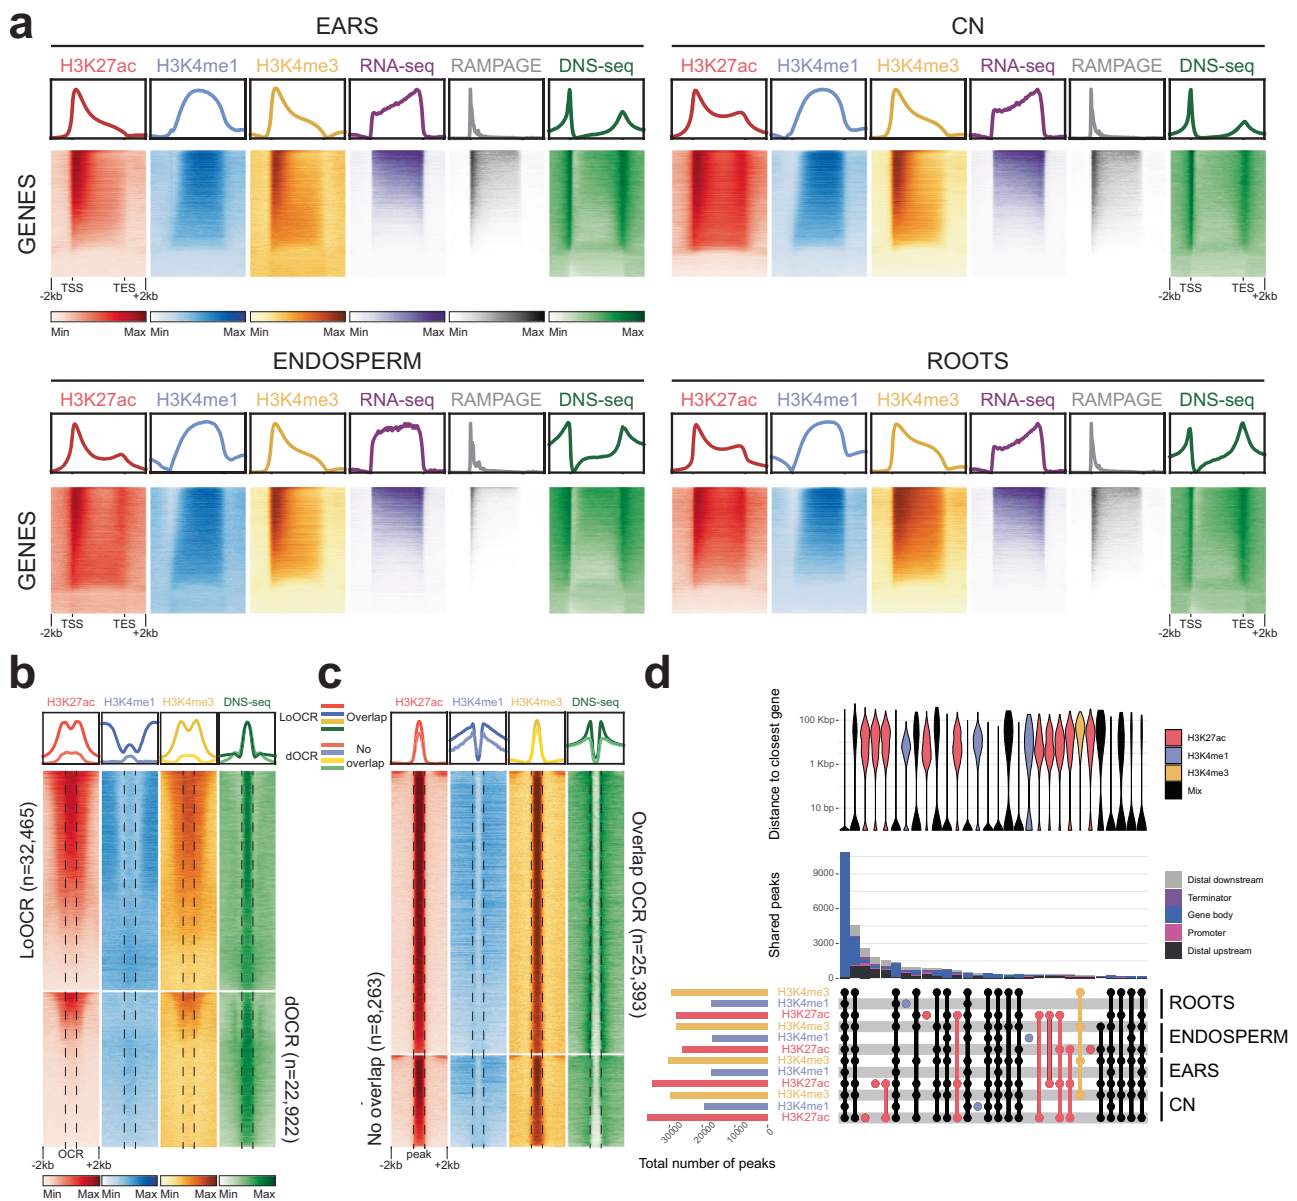 a
EARS
CN
H3K27ac H3K4me1 H3K4me3 RNA-seq RAMPAGE DNS-seq
H3K27ac H3K4me1 H3K4me3 RNA-seq RAMPAGE DNS-seq
GENES
-2kb TSS TES +2kb
-2kb TSS TES +2kb
Min Max Min Max Min Max Min Max Min Max Min Max
ENDOSPERM
ROOTS
H3K27ac H3K4me1 H3K4me3 RNA-seq RAMPAGE DNS-seq
H3K27ac H3K4me1 H3K4me3 RNA-seq RAMPAGE DNS-seq
GENES
-2kb TSS TES +2kb
-2kb TSS TES +2kb
b
H3K27ac H3K4me1 H3K4me3 DNS-seq
LoOCR
dOCR
LoOCR (n=32,465)
dOCR (n=22,922)
-2kb OCR +2kb
Min Max Min Max Min Max Min Max
c
Overlap
No
overlap
H3K27ac H3K4me1 H3K4me3 DNS-seq
Overlap OCR (n=25,393)
No overlap (n=8,263)
-2kb peak +2kb
d
Distance to closest gene
100 Kbp
1 Kbp
10 bp
H3K27ac
H3K4me1
H3K4me3
Mix
Shared peaks
9000
6000
3000
0
Distal downstream
Terminator
Gene body
Promoter
Distal upstream
H3K4me3
H3K4me1
H3K27ac
ROOTS
H3K4me3
H3K4me1
H3K27ac
ENDOSPERM
H3K4me3
H3K4me1
H3K27ac
EARS
H3K4me3
H3K4me1
H3K27ac
CN
30000 20000 10000 0
Total number of peaks